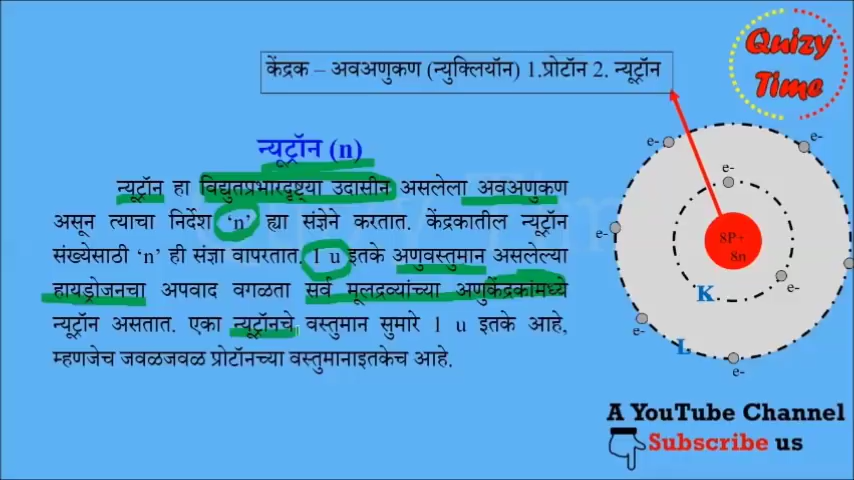 केंद्रक – अवअणुकण (न्युक्लियॉन) 1.प्रोटॉन 2. न्यूट्रॉन
Quizy
Time
न्यूट्रॉन (n)
न्यूट्रॉन हा विद्युतप्रभारदृष्ट्या उदासीन असलेला अवअणुकण
असून त्याचा निर्देश ‘n’ ह्या संज्ञेने करतात. केंद्रकातील न्यूट्रॉन
संख्येसाठी ‘n’ ही संज्ञा वापरतात. 1 u इतके अणुवस्तुमान असलेल्या
हायड्रोजनचा अपवाद वगळता सर्व मूलद्रव्यांच्या अणुकेंद्रकांमध्ये
न्यूट्रॉन असतात. एका न्यूट्रॉनचे वस्तुमान सुमारे 1 u इतके आहे,
म्हणजेच जवळजवळ प्रोटॉनच्या वस्तुमानाइतकेच आहे.
e-
e-
e-
e-
8P+
8n
e-
K
e-
L
e-
A YouTube Channel
Subscribe us